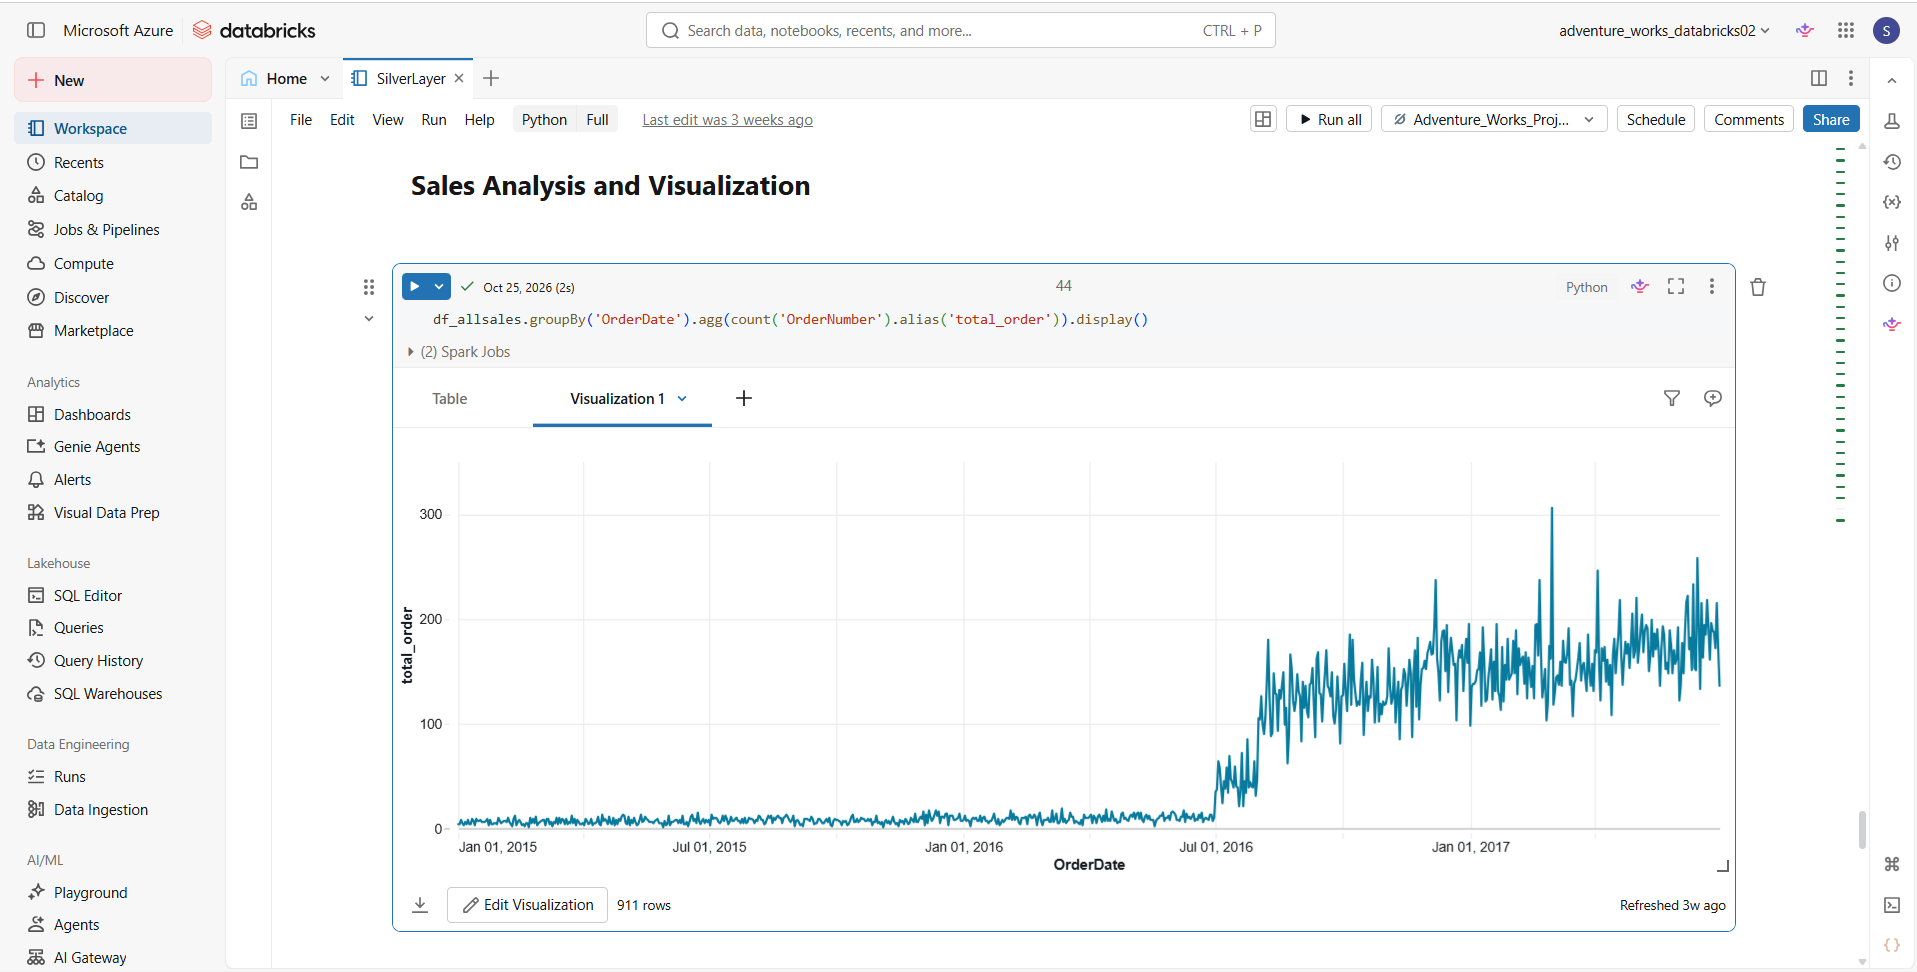 Microsoft Azure databricks
Search data, notebooks, recents, and more... CTRL + P
adventure_works_databricks02
S
New
Workspace
Recents
Catalog
Jobs & Pipelines
Compute
Discover
Marketplace
Analytics
Dashboards
Genie Agents
Alerts
Visual Data Prep
Lakehouse
SQL Editor
Queries
Query History
SQL Warehouses
Data Engineering
Runs
Data Ingestion
AI/ML
Playground
Agents
AI Gateway
Home SilverLayer
File Edit View Run Help Python Full Last edit was 3 weeks ago
Run all Adventure_Works_Proj... Schedule Comments Share
Sales Analysis and Visualization
Oct 25, 2026 (2s) 44 Python
df_allsales.groupBy('OrderDate').agg(count('OrderNumber').alias('total_order')).display()
(2) Spark Jobs
Table Visualization 1
300
200
100
0
total_order
Jan 01, 2015 Jul 01, 2015 Jan 01, 2016 Jul 01, 2016 Jan 01, 2017
OrderDate
Edit Visualization 911 rows Refreshed 3w ago